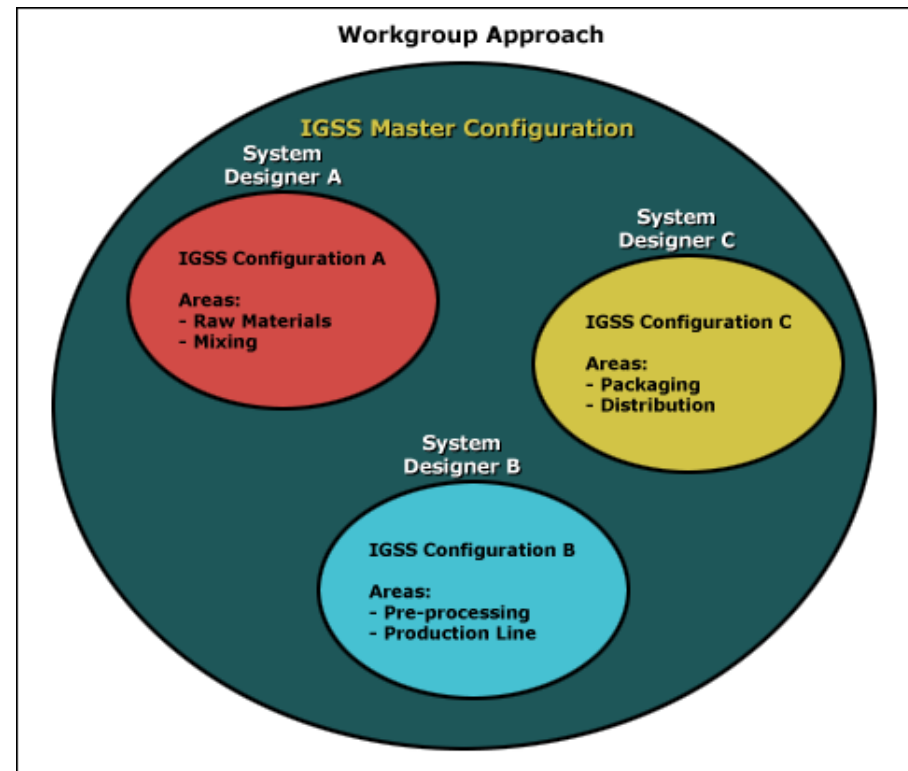 Workgroup Approach
IGSS Master Configuration
System
Designer A
IGSS Configuration A
Areas:
- Raw Materials
- Mixing
System
Designer C
IGSS Configuration C
Areas:
- Packaging
- Distribution
System
Designer B
IGSS Configuration B
Areas:
- Pre-processing
- Production Line